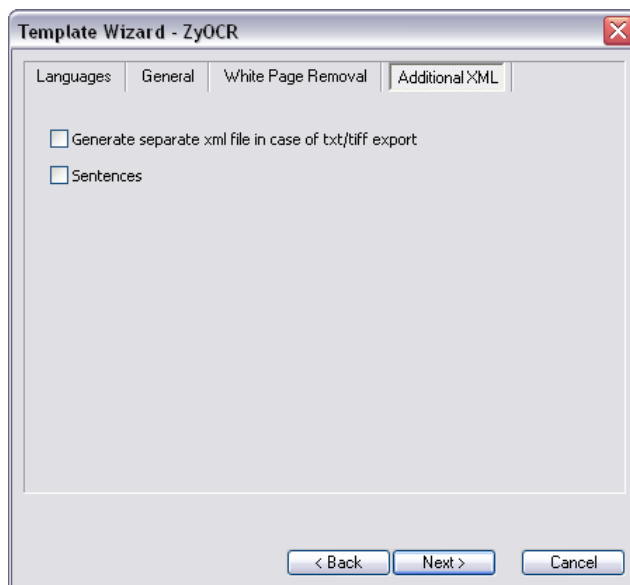 Template Wizard - ZyOCR
Languages General White Page Removal Additional XML
Generate separate xml file in case of txt/tiff export
Sentences
< Back Next > Cancel